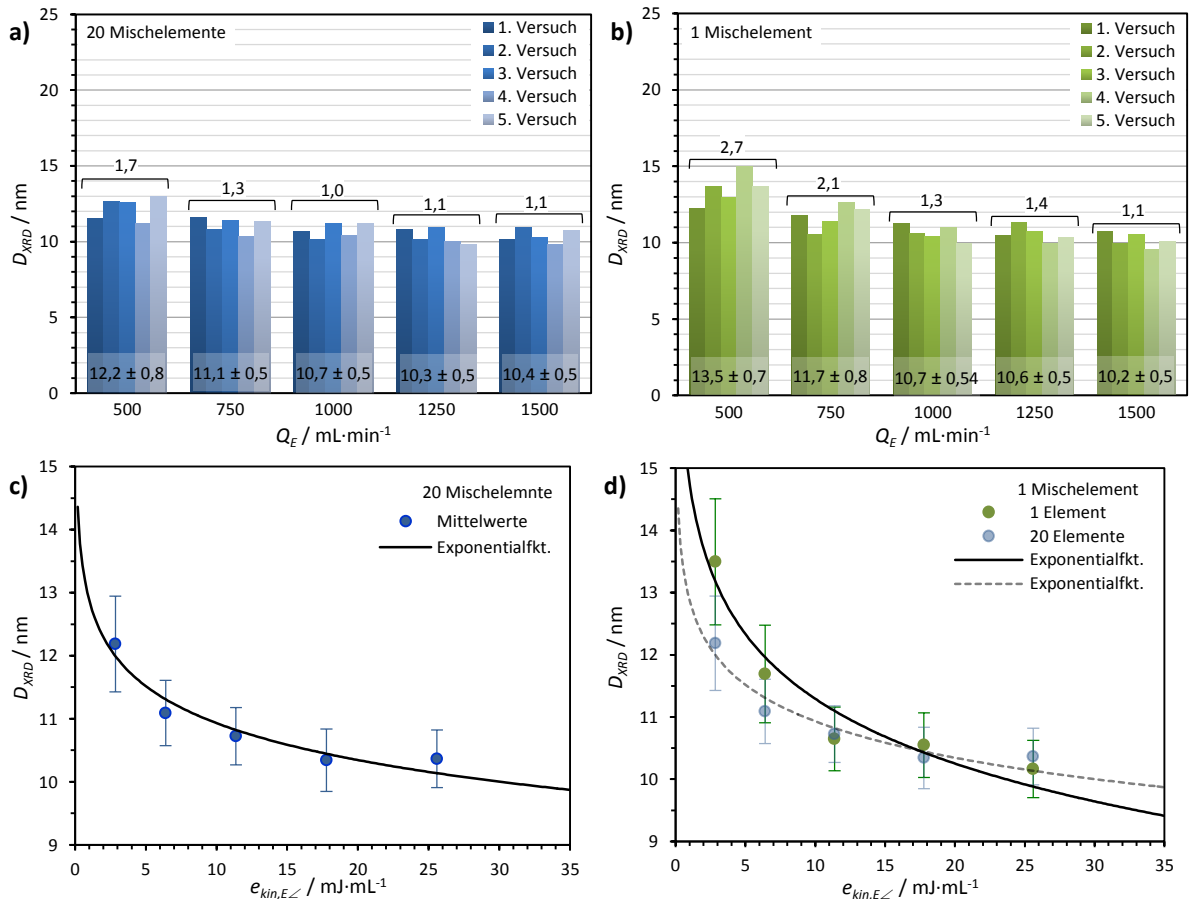 a)
20 Mischelemente
1. Versuch
2. Versuch
3. Versuch
4. Versuch
5. Versuch
D_XRD / nm
25
20
15
10
5
0
1,7
1,3
1,0
1,1
1,1
12,2 ± 0,8
11,1 ± 0,5
10,7 ± 0,5
10,3 ± 0,5
10,4 ± 0,5
500
750
1000
1250
1500
Q_E / mL·min⁻¹
b)
1 Mischelement
1. Versuch
2. Versuch
3. Versuch
4. Versuch
5. Versuch
D_XRD / nm
25
20
15
10
5
0
2,7
2,1
1,3
1,4
1,1
13,5 ± 0,7
11,7 ± 0,8
10,7 ± 0,54
10,6 ± 0,5
10,2 ± 0,5
500
750
1000
1250
1500
Q_E / mL·min⁻¹
c)
20 Mischelemnte
Mittelwerte
Exponentialfkt.
D_XRD / nm
15
14
13
12
11
10
9
0
5
10
15
20
25
30
35
e_kin,E∠ / mJ·mL⁻¹
d)
1 Mischelement
1 Element
20 Elemente
Exponentialfkt.
Exponentialfkt.
D_XRD / nm
15
14
13
12
11
10
9
0
5
10
15
20
25
30
35
e_kin,E∠ / mJ·mL⁻¹